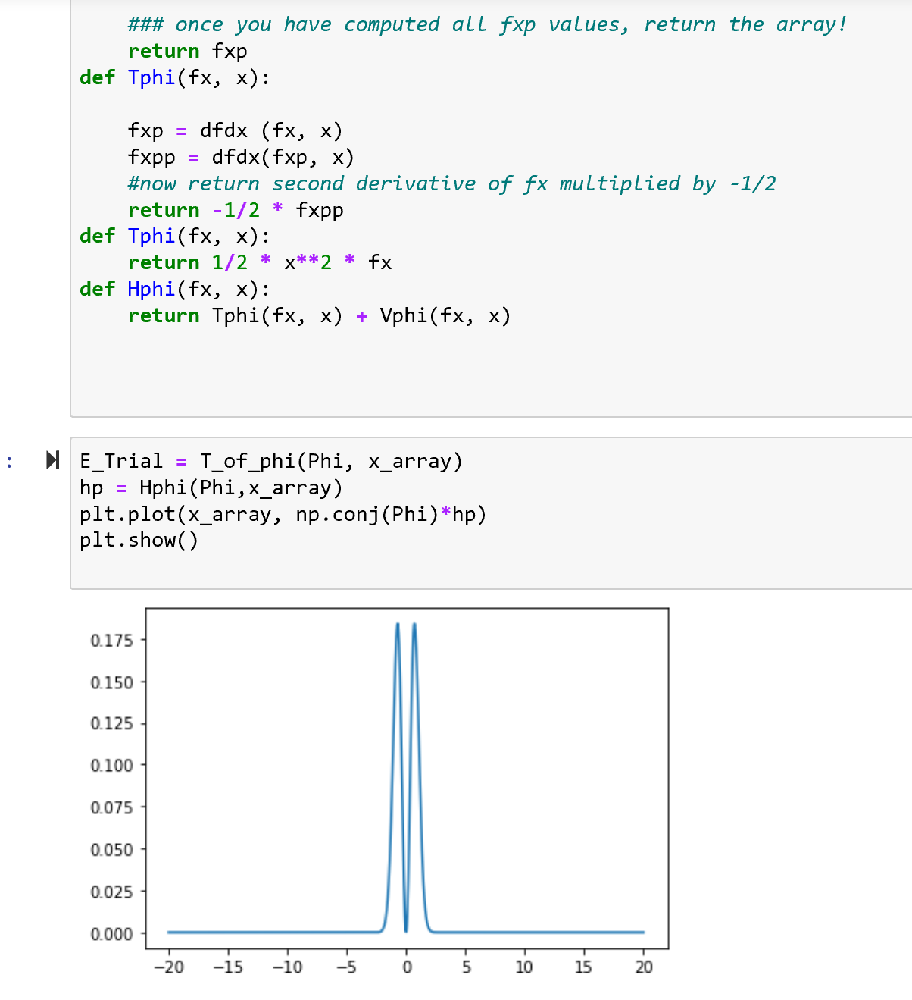 ### once you have computed all fxp values, return the array!
return fxp
def Tphi(fx, x):
fxp = dfdx (fx, x)
fxpp = dfdx(fxp, x)
#now return second derivative of fx multiplied by -1/2
return -1/2 * fxpp
def Tphi(fx, x):
return 1/2 * x**2 * fx
def Hphi(fx, x):
return Tphi(fx, x) + Vphi(fx, x)
:
E_Trial = T_of_phi(Phi, x_array)
hp = Hphi(Phi,x_array)
plt.plot(x_array, np.conj(Phi)*hp)
plt.show()
0.175
0.150
0.125
0.100
0.075
0.050
0.025
0.000
−20 −15 −10 −5 0 5 10 15 20